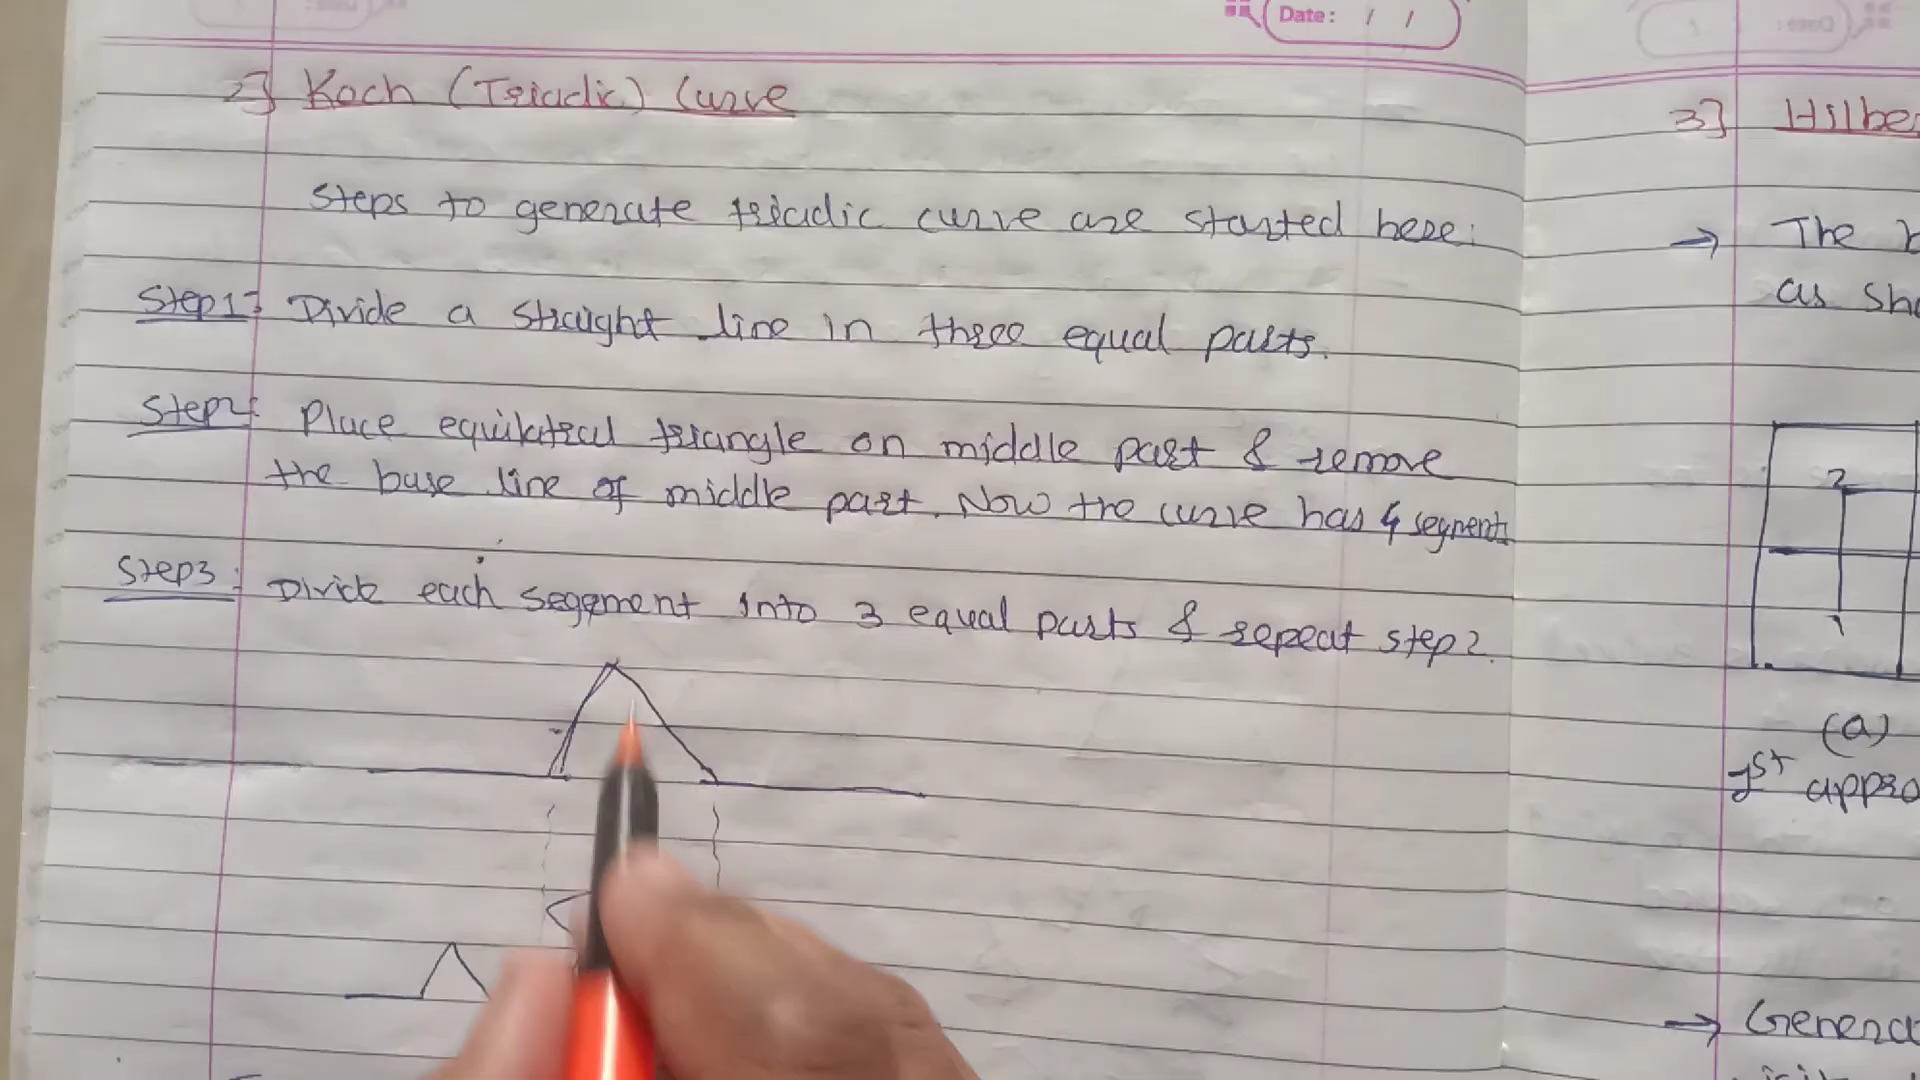 Date: / /
2] Koch (Triadic) Curve
Steps to generate triadic curve are started here:
Step1: Divide a straight line in three equal parts.
Step2: Place equilateral triangle on middle part & remove
the base line of middle part. Now the curve has 4 segments
Step3: Divide each segement into 3 equal parts & repeat step2.
3] Hilbe
→ The
as sh
2
1
(a)
1st appro
→ Genera